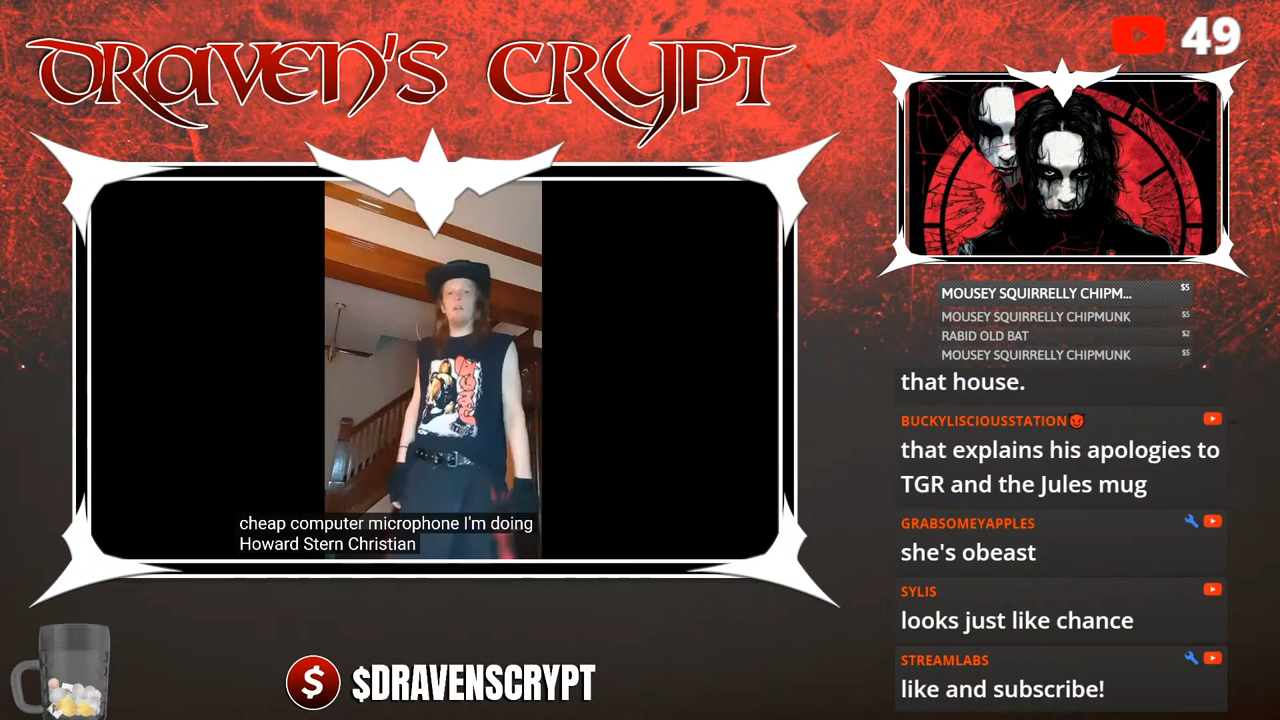 DRAVEN'S CRYPT
49
MOUSEY SQUIRRELLY CHIPM... $5
MOUSEY SQUIRRELLY CHIPMUNK $5
RABID OLD BAT $2
MOUSEY SQUIRRELLY CHIPMUNK $5
that house.
BUCKYLISCIOUSSTATION
that explains his apologies to
TGR and the Jules mug
GRABSOMEYAPPLES
she's obeast
SYLIS
looks just like chance
STREAMLABS
like and subscribe!
cheap computer microphone I'm doing
Howard Stern Christian
$ $DRAVENSCRYPT